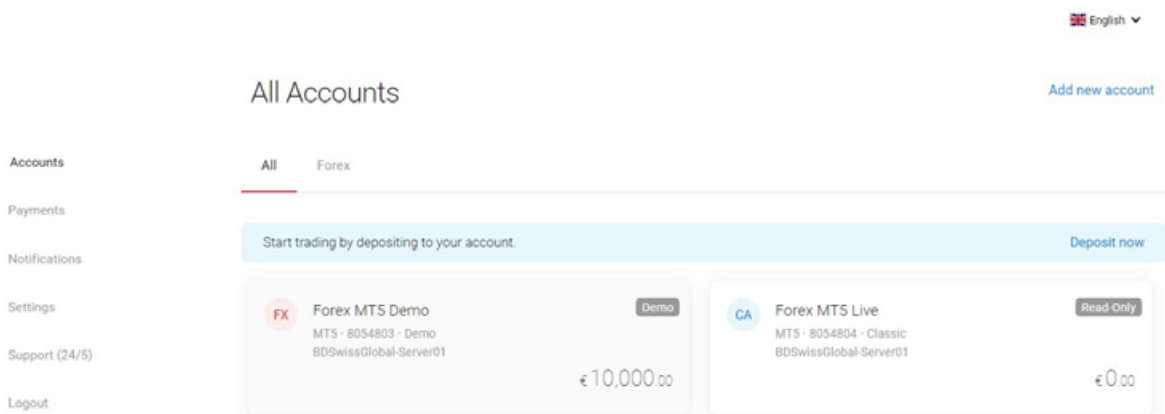 English
All Accounts
Add new account
Accounts
Payments
Notifications
Settings
Support (24/5)
Logout
All Forex
Start trading by depositing to your account. Deposit now
FX
Forex MT5 Demo
Demo
MT5 - 8054803 - Demo
BDSwissGlobal-Server01
€10,000.00
CA
Forex MT5 Live
Read-Only
MT5 - 8054804 - Classic
BDSwissGlobal-Server01
€0.00